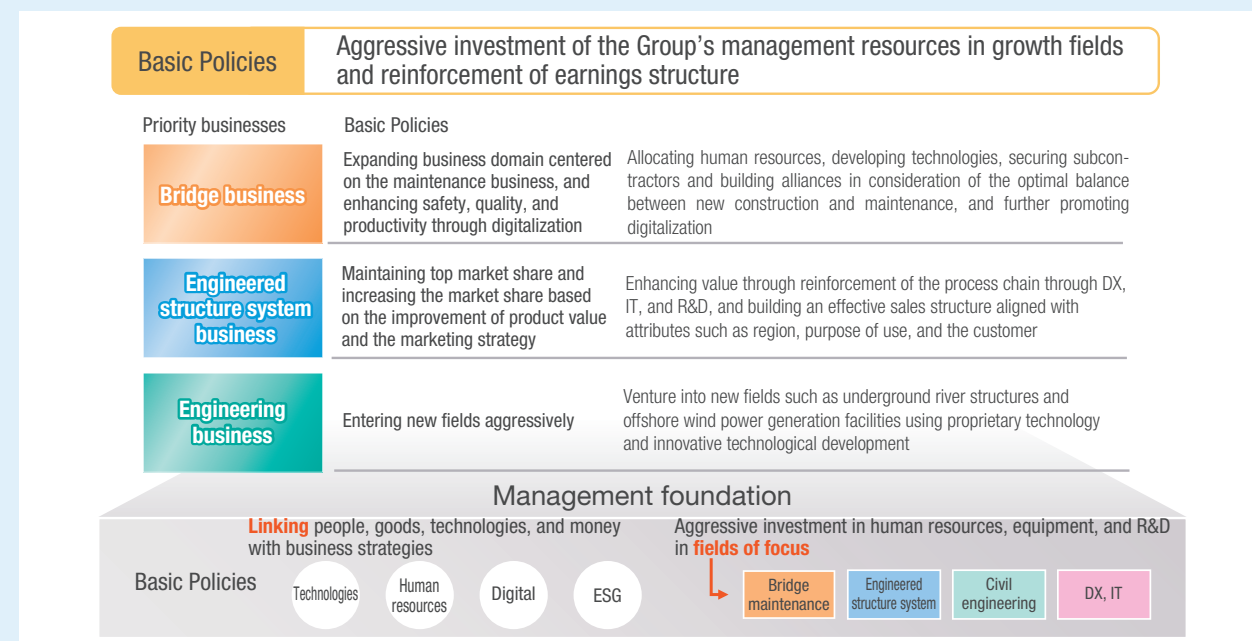 Basic Policies
Aggressive investment of the Group's management resources in growth fields
and reinforcement of earnings structure
Priority businesses
Basic Policies
Bridge business
Expanding business domain centered
on the maintenance business, and
enhancing safety, quality, and
productivity through digitalization
Allocating human resources, developing technologies, securing subcon-
tractors and building alliances in consideration of the optimal balance
between new construction and maintenance, and further promoting
digitalization
Engineered
structure system
business
Maintaining top market share and
increasing the market share based
on the improvement of product value
and the marketing strategy
Enhancing value through reinforcement of the process chain through DX,
IT, and R&D, and building an effective sales structure aligned with
attributes such as region, purpose of use, and the customer
Engineering
business
Entering new fields aggressively
Venture into new fields such as underground river structures and
offshore wind power generation facilities using proprietary technology
and innovative technological development
Management foundation
Linking people, goods, technologies, and money
with business strategies
Aggressive investment in human resources, equipment, and R&D
in fields of focus
Basic Policies
Technologies
Human
resources
Digital
ESG
Bridge
maintenance
Engineered
structure system
Civil
engineering
DX, IT